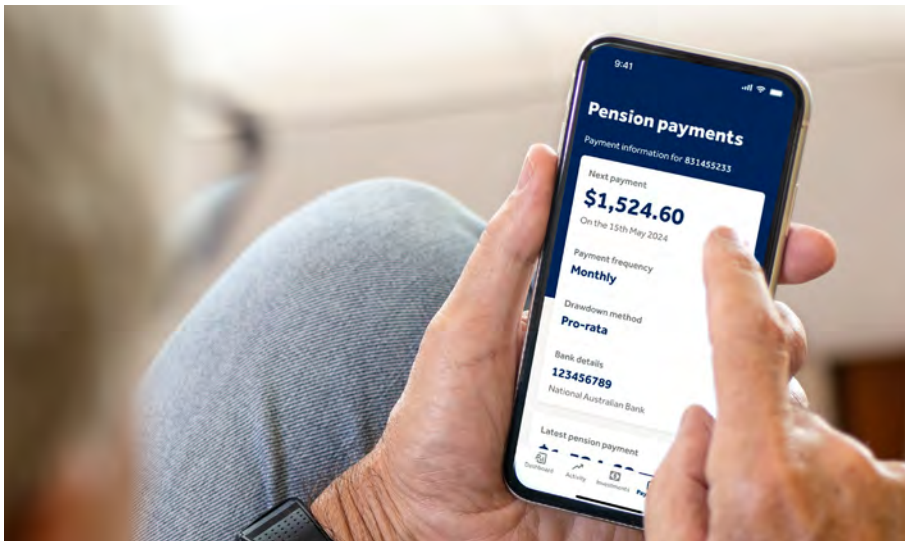 9:41
Pension payments
Payment information for 831455233
Next payment
$1,524.60
On the 15th May 2024
Payment frequency
Monthly
Drawdown method
Pro-rata
Bank details
123456789
National Australian Bank
Latest pension payment
Dashboard
Activity
Investments